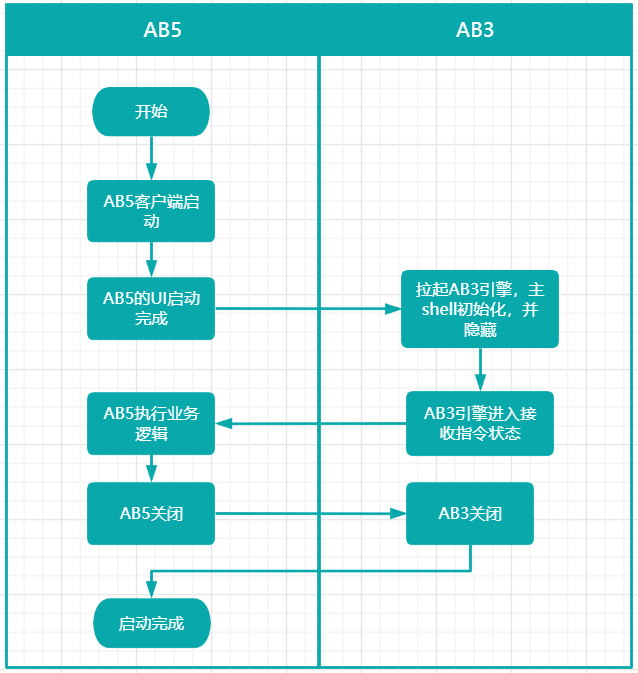 AB5
AB3
开始
AB5客户端启
动
AB5的UI启动
完成
拉起AB3引擎，主
shell初始化，并
隐藏
AB3引擎进入接
收指令状态
AB5执行业务
逻辑
AB5关闭
AB3关闭
启动完成